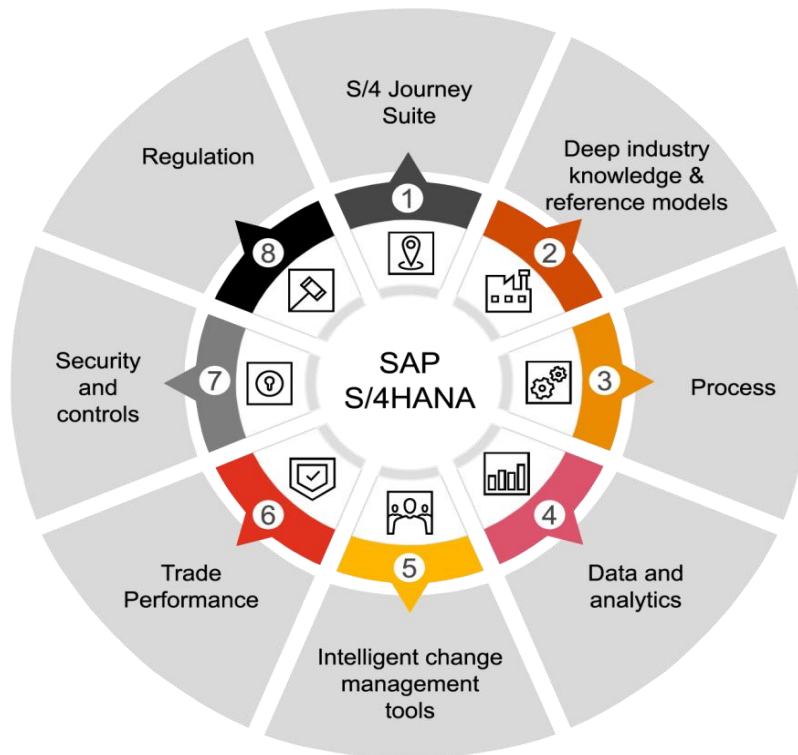 SAP
S/4HANA
1
S/4 Journey
Suite
2
Deep industry
knowledge &
reference models
3
Process
4
Data and
analytics
5
Intelligent change
management
tools
6
Trade
Performance
7
Security
and
controls
8
Regulation